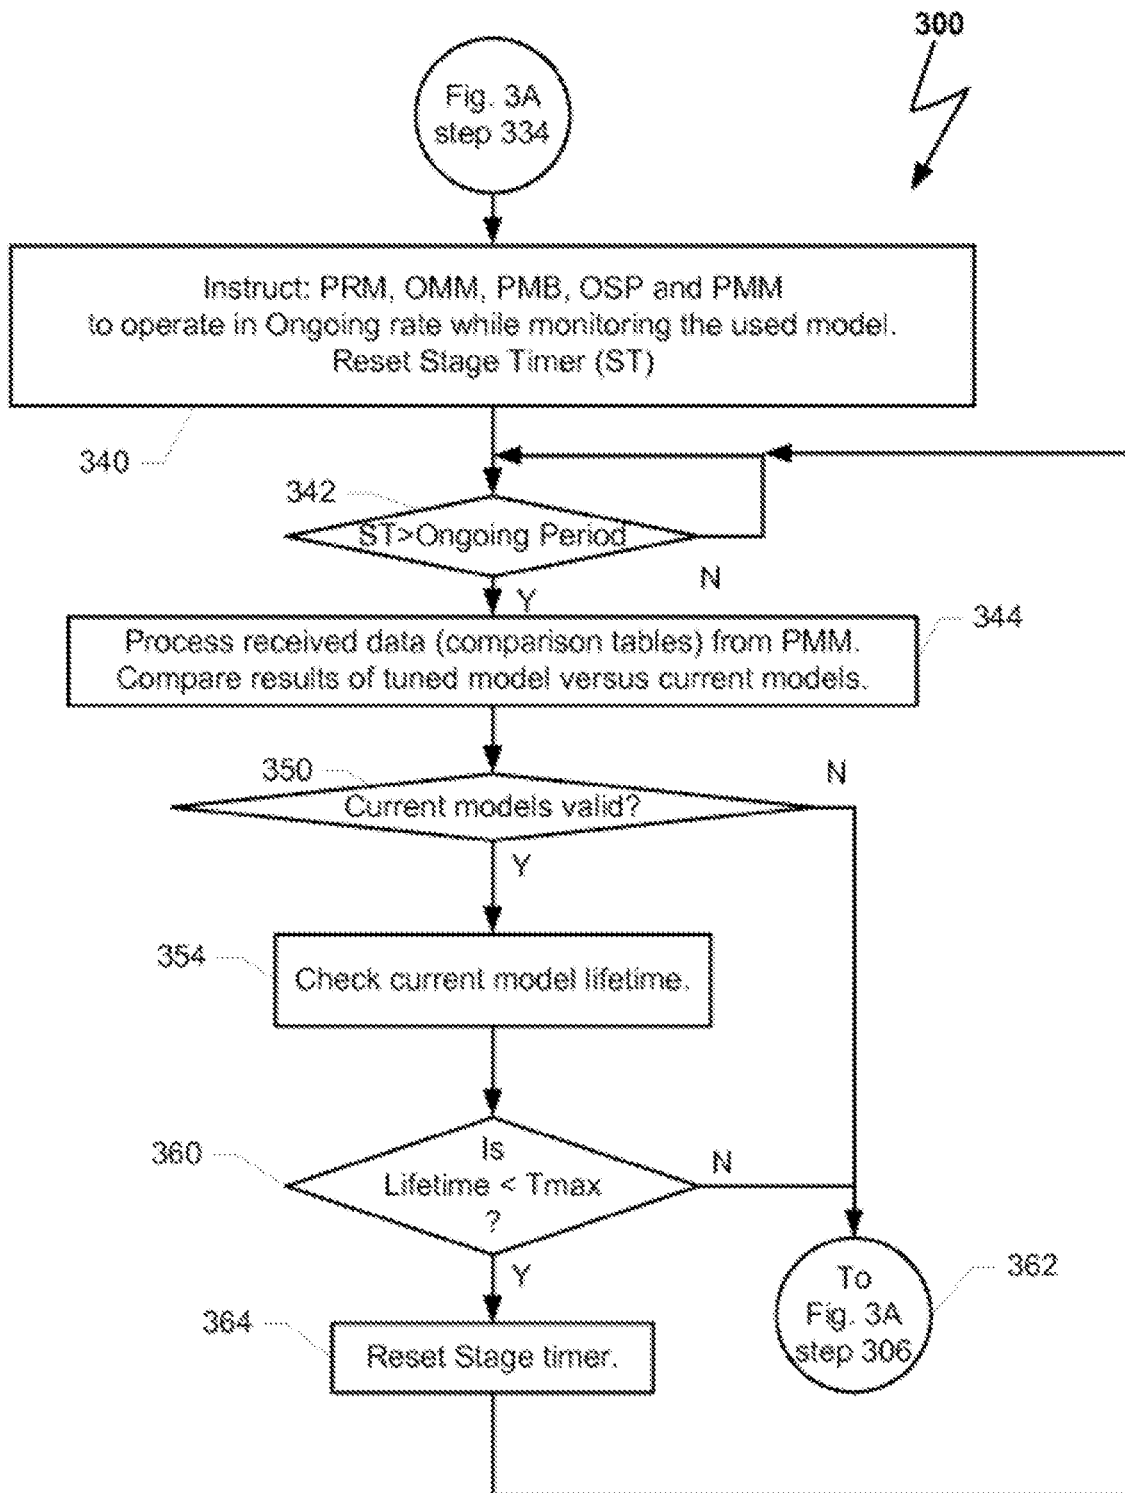 300
Fig. 3A
step 334
Instruct: PRM, OMM, PMB, OSP and PMM
to operate in Ongoing rate while monitoring the used model.
Reset Stage Timer (ST)
340
342
ST>Ongoing Period
N
Y
344
Process received data (comparison tables) from PMM.
Compare results of tuned model versus current models.
350
N
Current models valid?
Y
354
Check current model lifetime.
360
Is
Lifetime < Tmax
?
N
Y
362
To
Fig. 3A
step 306
364
Reset Stage timer.